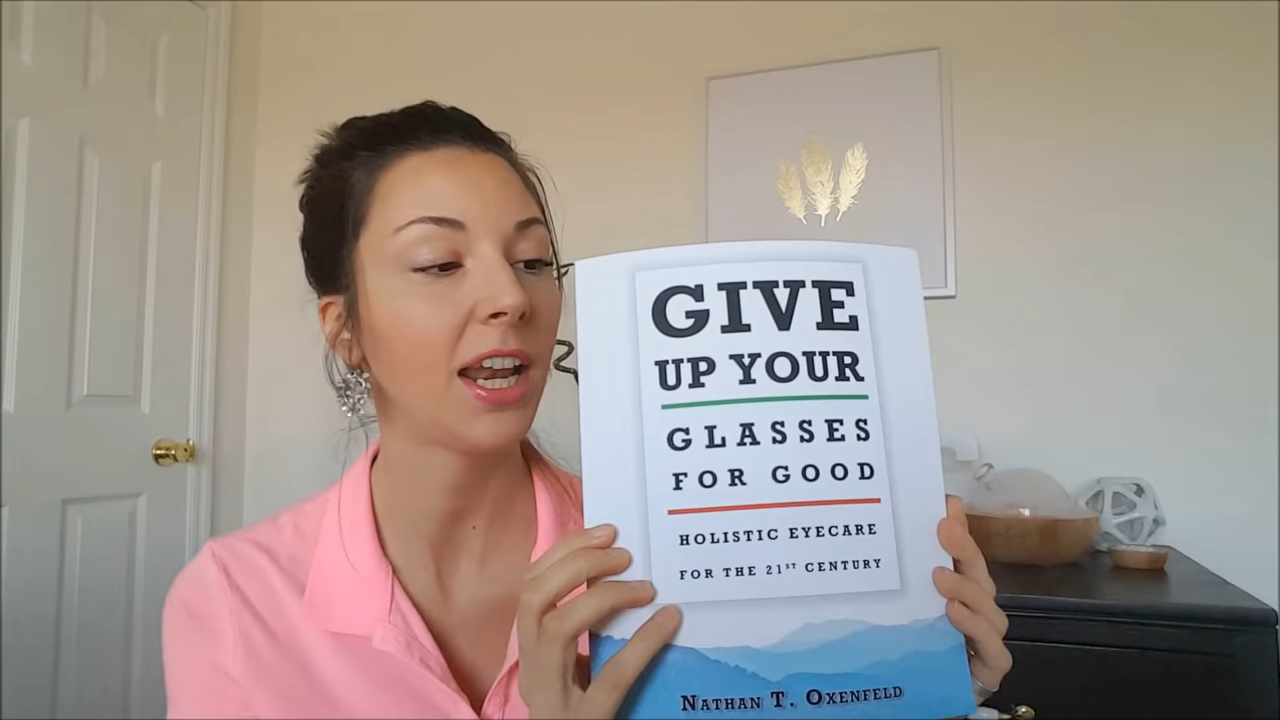 GIVE
UP YOUR
GLASSES
FOR GOOD
HOLISTIC EYECARE
FOR THE 21ST CENTURY
NATHAN T. OXENFELD